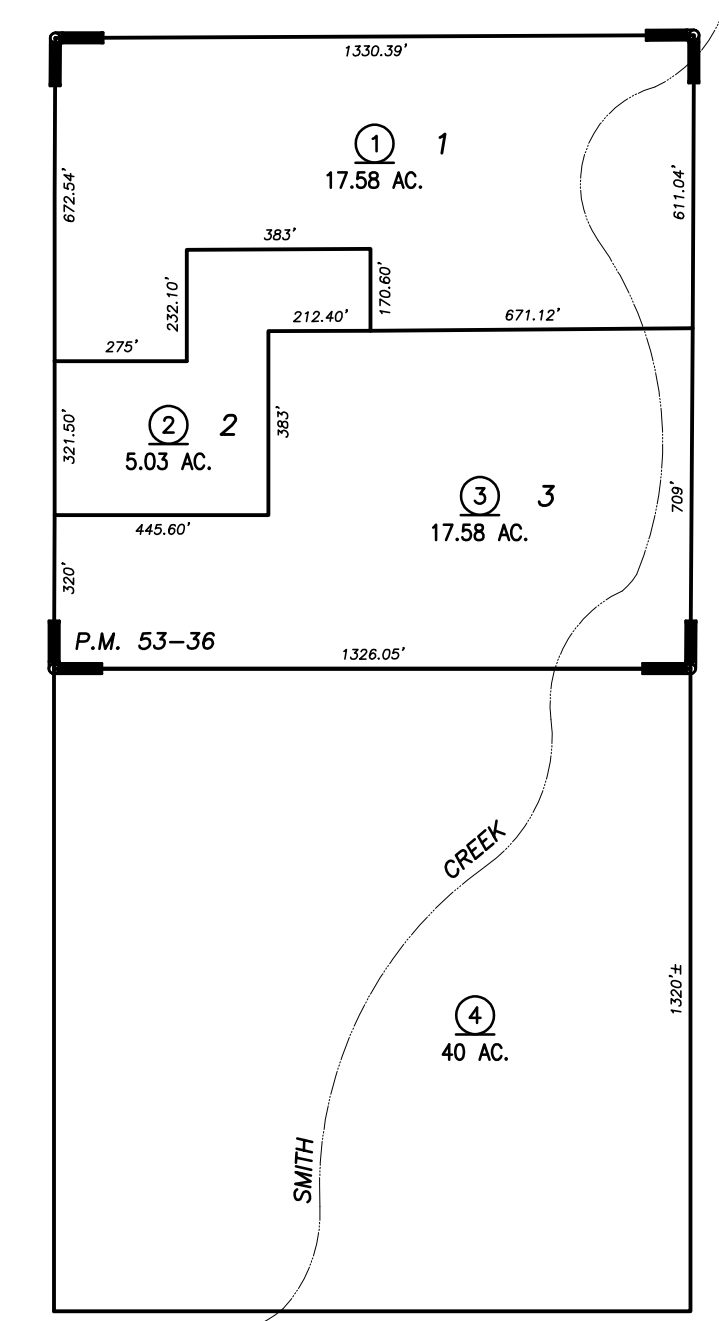 1330.39'
1 1
17.58 AC.
672.54'
611.04'
383'
232.10'
170.60'
212.40'
671.12'
275'
321.50'
2 2
5.03 AC.
383'
3 3
17.58 AC.
709'
445.60'
320'
P.M. 53-36
1326.05'
CREEK
1320'±
4
40 AC.
SMITH